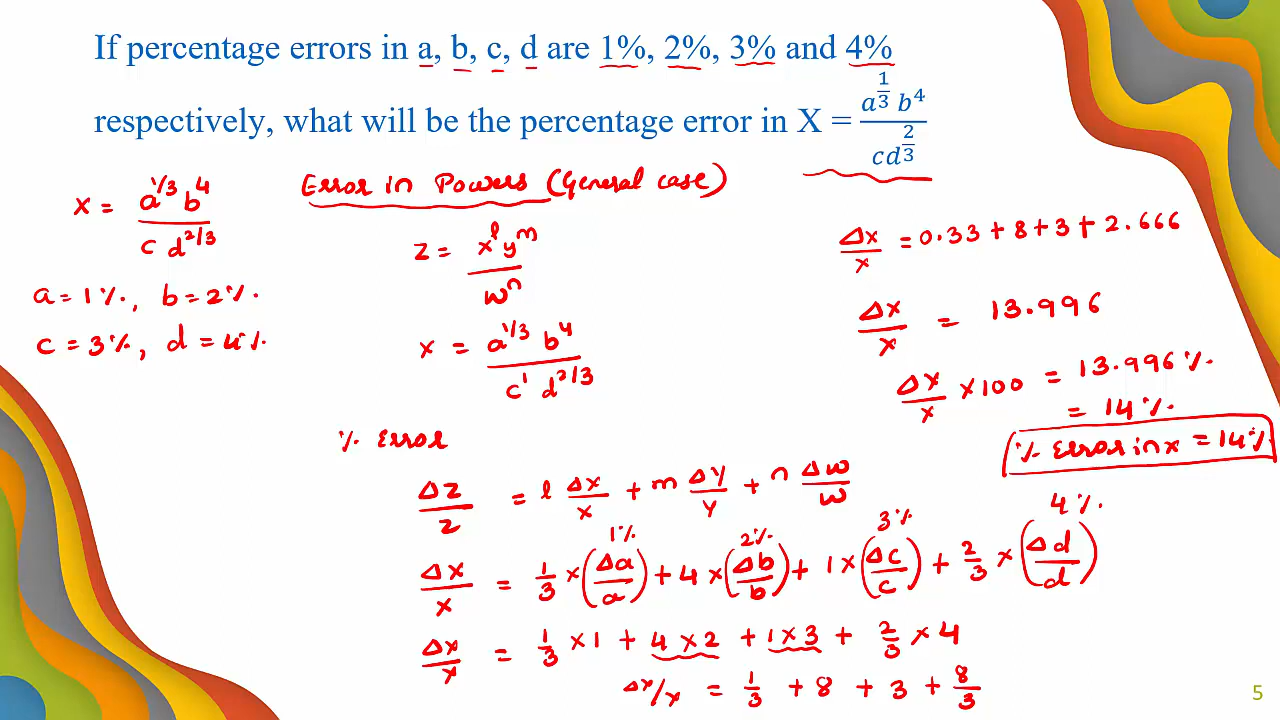 If percentage errors in a, b, c, d are 1%, 2%, 3% and 4%
respectively, what will be the percentage error in X = a^(1/3) b^4 / cd^(2/3)
x = a^(1/3) b^4 / c d^(2/3)
a = 1%, b = 2%.
c = 3%, d = 4%.
Error in Powers (General case)
z = x^l y^m / w^n
x = a^(1/3) b^4 / c^1 d^(2/3)
% Error
Δz/z = l Δx/x + m Δy/y + n Δw/w
1% 2% 3% 4%.
Δx/x = 1/3 × (Δa/a) + 4 × (Δb/b) + 1 × (Δc/c) + 2/3 × (Δd/d)
Δx/x = 1/3 × 1 + 4 × 2 + 1 × 3 + 2/3 × 4
Δx/x = 1/3 + 8 + 3 + 8/3
Δx/x = 0.33 + 8 + 3 + 2.666
Δx/x = 13.996
Δx/x × 100 = 13.996 %.
= 14 %.
% Error in x = 14 %
5